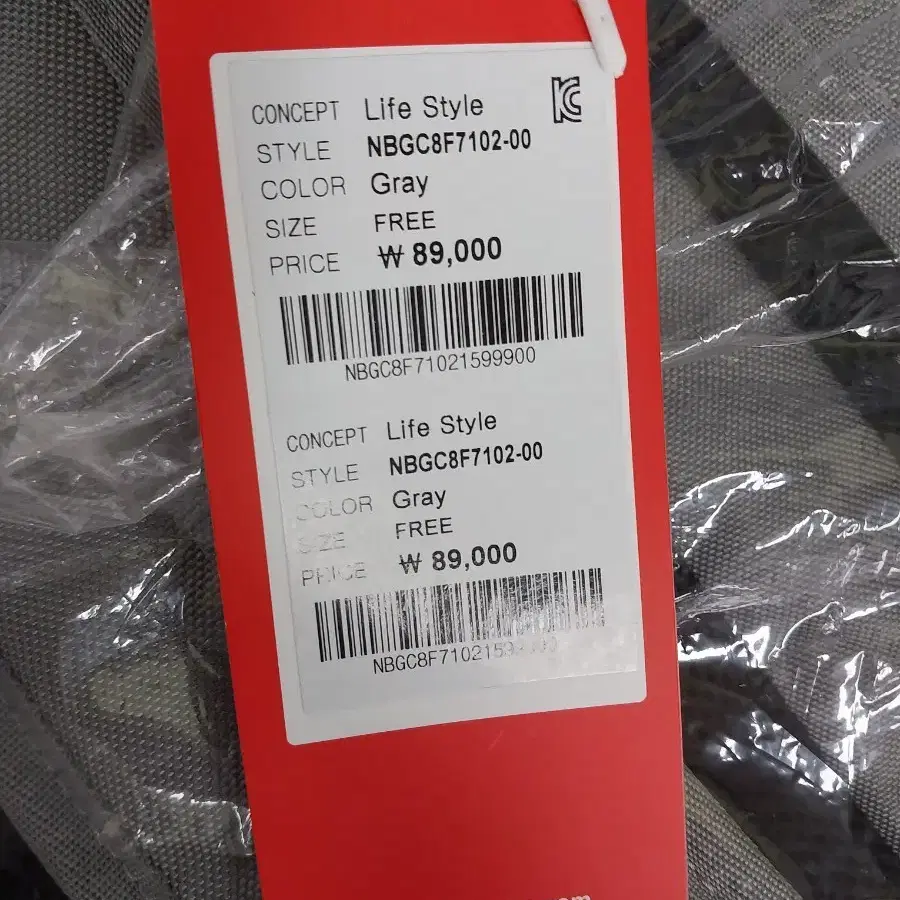 CONCEPT Life Style
STYLE NBGC8F7102-00
COLOR Gray
SIZE FREE
PRICE ₩ 89,000
NBGC8F71021599900
CONCEPT Life Style
STYLE NBGC8F7102-00
COLOR Gray
SIZE FREE
PRICE ₩ 89,000